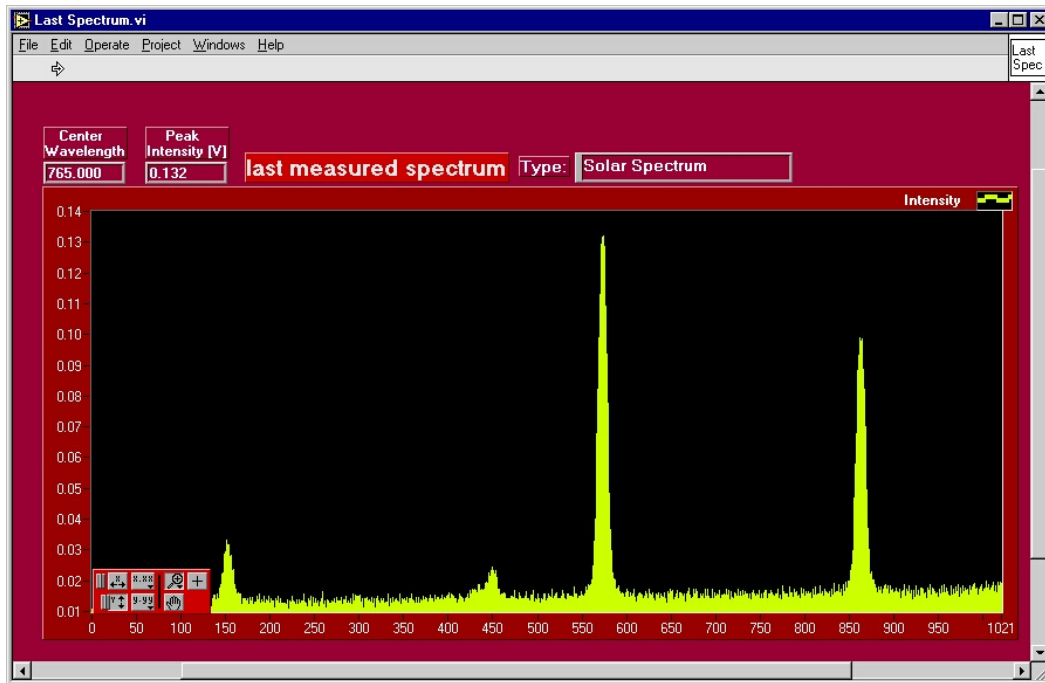 Last Spectrum.vi
File Edit Operate Project Windows Help
Last
Spec
Center
Wavelength
765.000
Peak
Intensity [V]
0.132
last measured spectrum
Type:
Solar Spectrum
Intensity
0.14
0.13
0.12
0.11
0.10
0.09
0.08
0.07
0.06
0.05
0.04
0.03
0.02
0.01
X
x.xx
Y
y.yy
0 50 100 150 200 250 300 350 400 450 500 550 600 650 700 750 800 850 900 950 1021